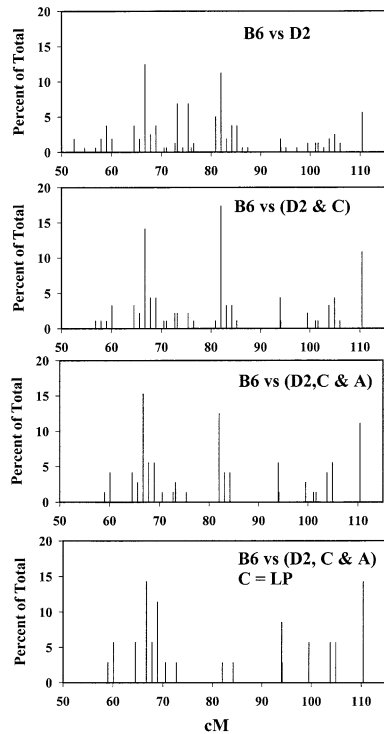 B6 vs D2
Percent of Total
20
15
10
5
0
50 60 70 80 90 100 110
B6 vs (D2 & C)
Percent of Total
20
15
10
5
0
50 60 70 80 90 100 110
B6 vs (D2,C & A)
Percent of Total
20
15
10
5
0
50 60 70 80 90 100 110
B6 vs (D2, C & A)
C = LP
Percent of Total
20
15
10
5
0
50 60 70 80 90 100 110
cM